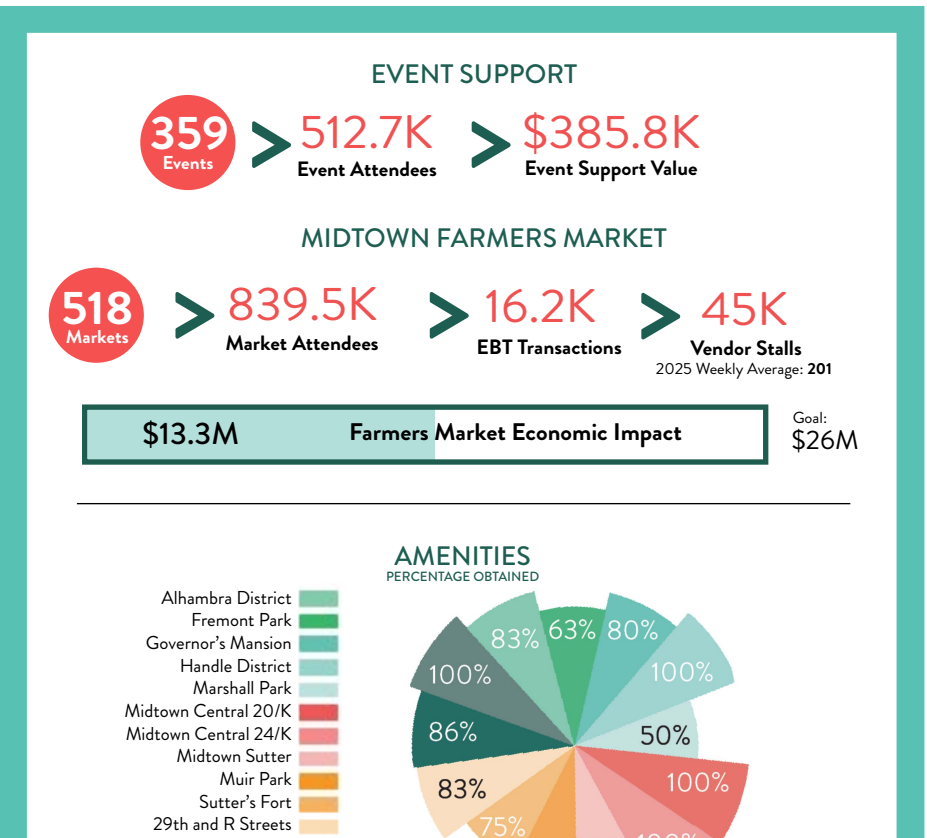 EVENT SUPPORT
359
Events
512.7K
Event Attendees
$385.8K
Event Support Value
MIDTOWN FARMERS MARKET
518
Markets
839.5K
Market Attendees
16.2K
EBT Transactions
45K
Vendor Stalls
2025 Weekly Average: 201
$13.3M
Farmers Market Economic Impact
Goal:
$26M
AMENITIES
PERCENTAGE OBTAINED
Alhambra District
Fremont Park
Governor's Mansion
Handle District
Marshall Park
Midtown Central 20/K
Midtown Central 24/K
Midtown Sutter
Muir Park
Sutter's Fort
29th and R Streets
83%
63%
80%
100%
100%
86%
50%
83%
100%
75%
100%